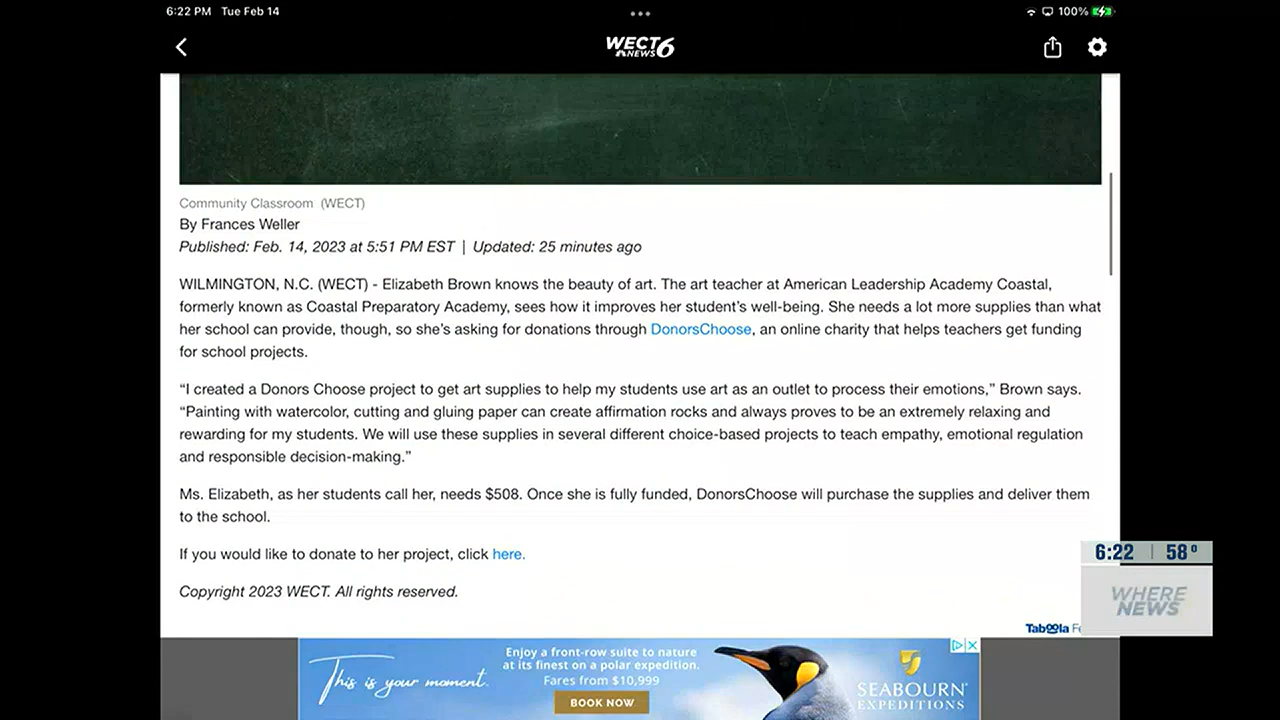 6:22 PM Tue Feb 14
100%
WECT NEWS 6
Community Classroom (WECT)
By Frances Weller
Published: Feb. 14, 2023 at 5:51 PM EST | Updated: 25 minutes ago
WILMINGTON, N.C. (WECT) - Elizabeth Brown knows the beauty of art. The art teacher at American Leadership Academy Coastal,
formerly known as Coastal Preparatory Academy, sees how it improves her student’s well-being. She needs a lot more supplies than what
her school can provide, though, so she’s asking for donations through DonorsChoose, an online charity that helps teachers get funding
for school projects.
“I created a Donors Choose project to get art supplies to help my students use art as an outlet to process their emotions,” Brown says.
“Painting with watercolor, cutting and gluing paper can create affirmation rocks and always proves to be an extremely relaxing and
rewarding for my students. We will use these supplies in several different choice-based projects to teach empathy, emotional regulation
and responsible decision-making.”
Ms. Elizabeth, as her students call her, needs $508. Once she is fully funded, DonorsChoose will purchase the supplies and deliver them
to the school.
If you would like to donate to her project, click here.
Copyright 2023 WECT. All rights reserved.
6:22 | 58°
WHERE
NEWS
Taboola
This is your moment.
Enjoy a front-row suite to nature
at its finest on a polar expedition.
Fares from $10,999
BOOK NOW
SEABOURN®
EXPEDITIONS